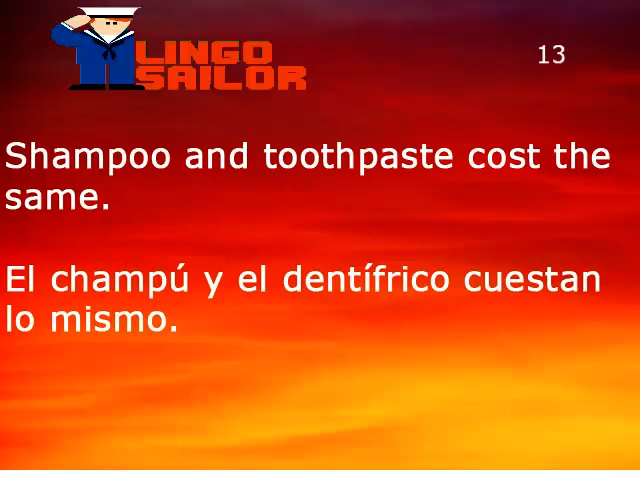 LINGO
SAILOR
13
Shampoo and toothpaste cost the
same.
El champú y el dentífrico cuestan
lo mismo.